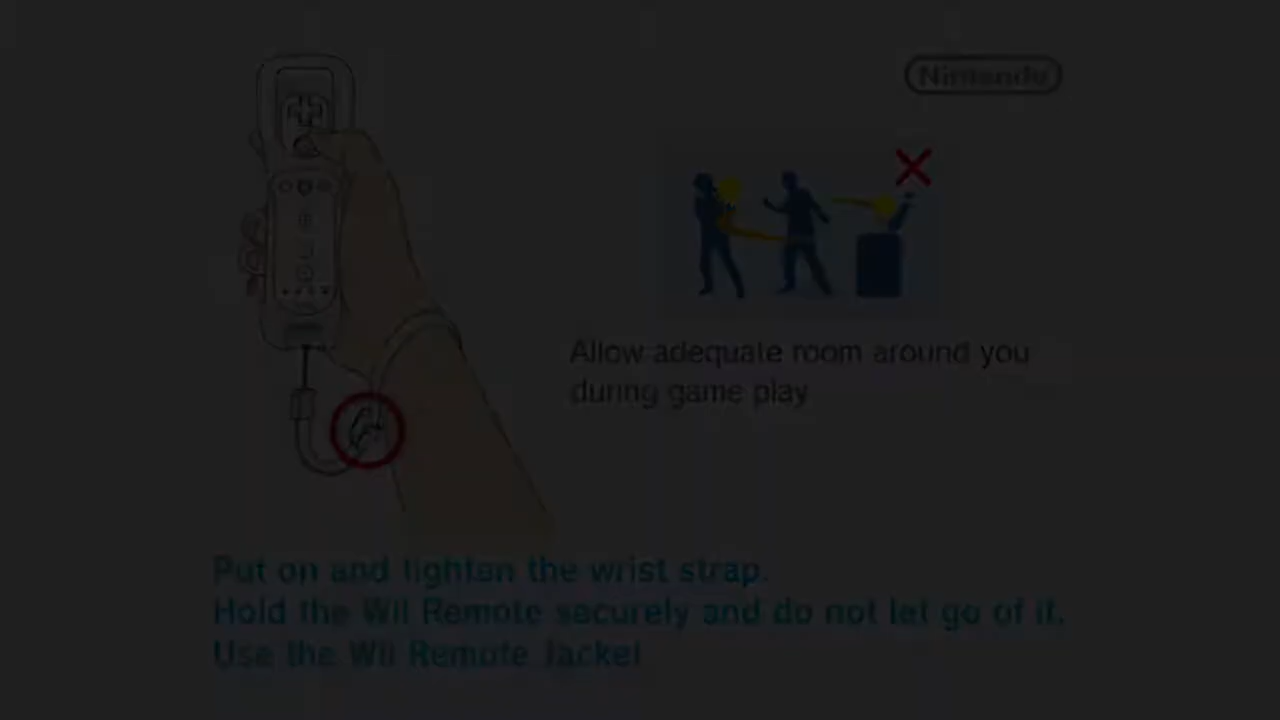 Nintendo
Allow adequate room around you
during game play
Put on and tighten the wrist strap.
Hold the Wii Remote securely and do not let go of it.
Use the Wii Remote Jacket